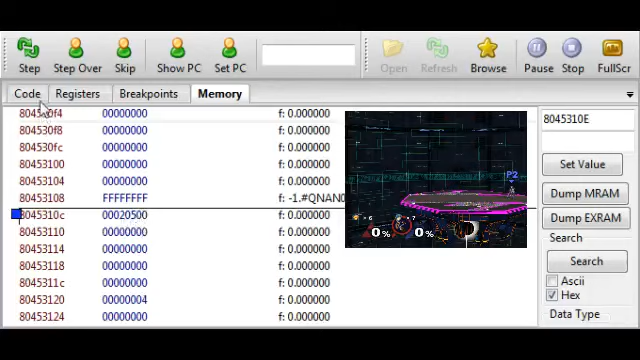 Step Step Over Skip Show PC Set PC Open Refresh Browse Pause Stop FullScr
Code Registers Breakpoints Memory
804530f4 00000000 f: 0.000000
804530f8 00000000 f: 0.000000
804530fc 00000000 f: 0.000000
80453100 00000000 f: 0.000000
80453104 00000000 f: 0.000000
80453108 FFFFFFFF f: -1.#QNAN0
8045310c 00020500 f: 0.000000
80453110 00000000 f: 0.000000
80453114 00000000 f: 0.000000
80453118 00000000 f: 0.000000
8045311c 00000000 f: 0.000000
80453120 00000004 f: 0.000000
80453124 00000000 f: 0.000000
P2
0% 0%
8045310E
Set Value
Dump MRAM
Dump EXRAM
Search
Search
Ascii
Hex
Data Type